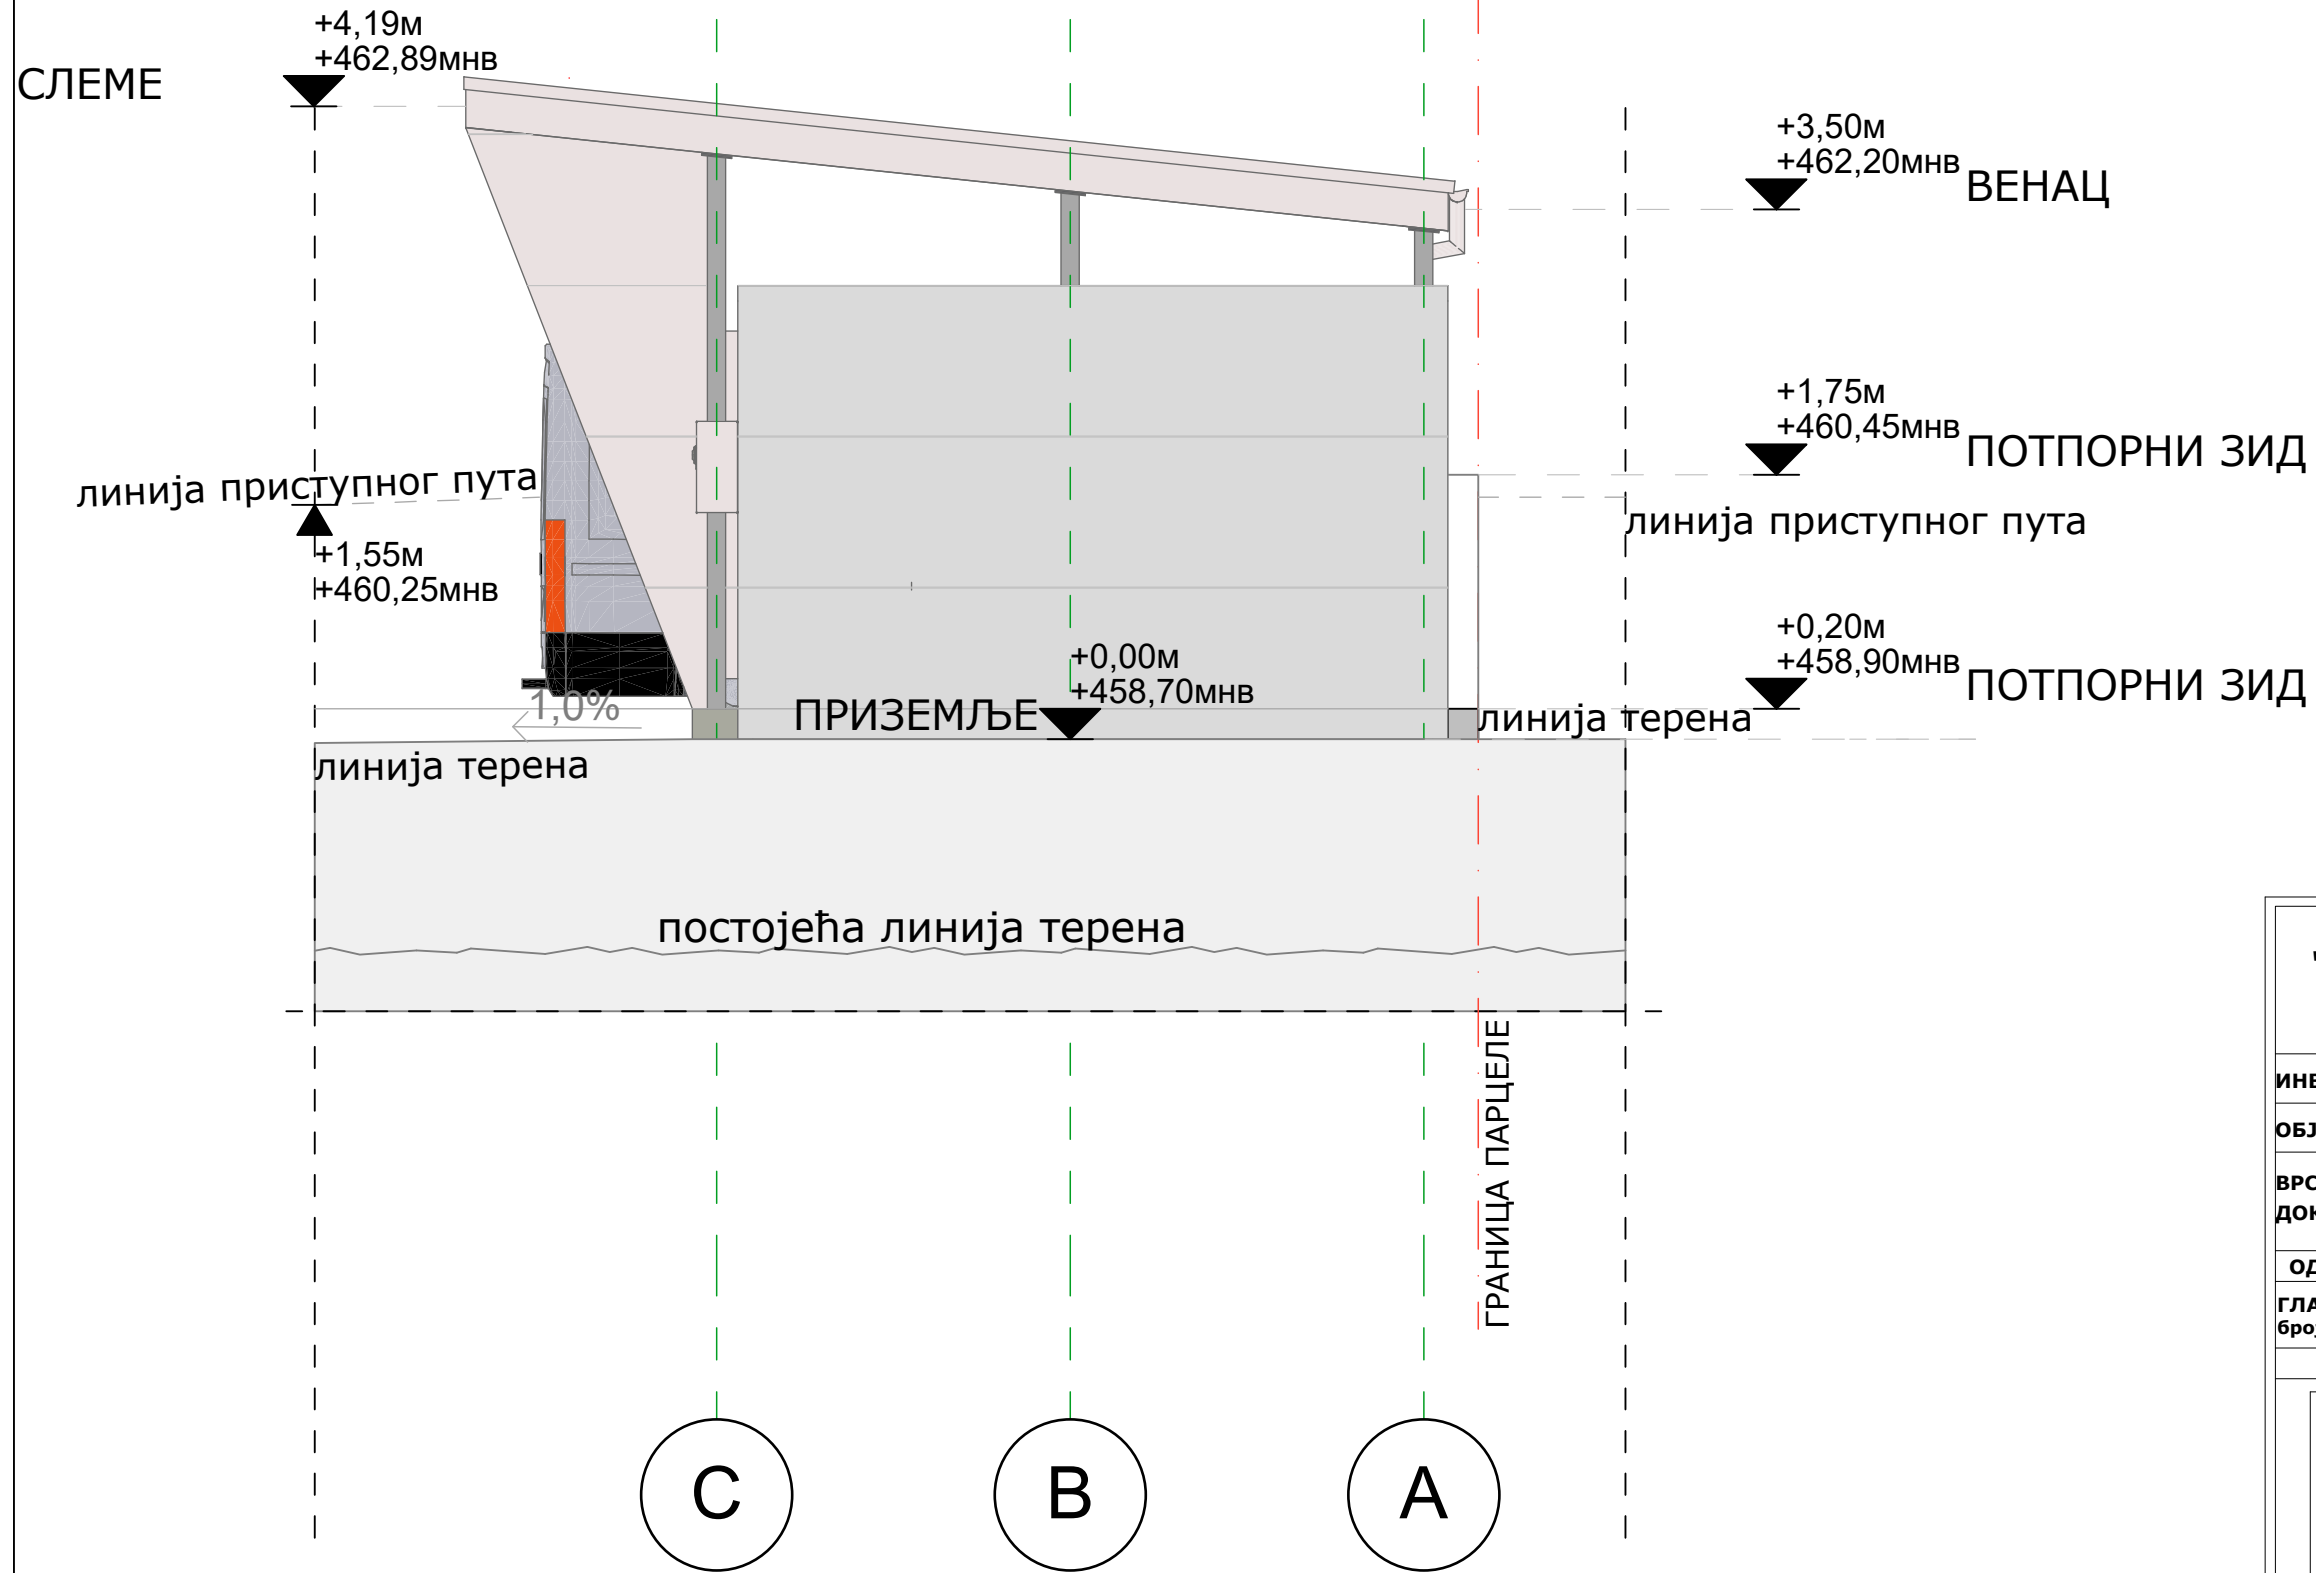 +4,19м
+462,89мнв
СЛЕМЕ
+3,50м
+462,20мнв
ВЕНАЦ
+1,75м
+460,45мнв
ПОТПОРНИ ЗИД
линија приступног пута
линија приступног пута
+1,55м
+460,25мнв
+0,20м
+458,90мнв
ПОТПОРНИ ЗИД
+0,00м
+458,70мнв
ПРИЗЕМЉЕ
1,0%
линија терена
линија терена
постојећа линија терена
ГРАНИЦА ПАРЦЕЛЕ
C
B
A